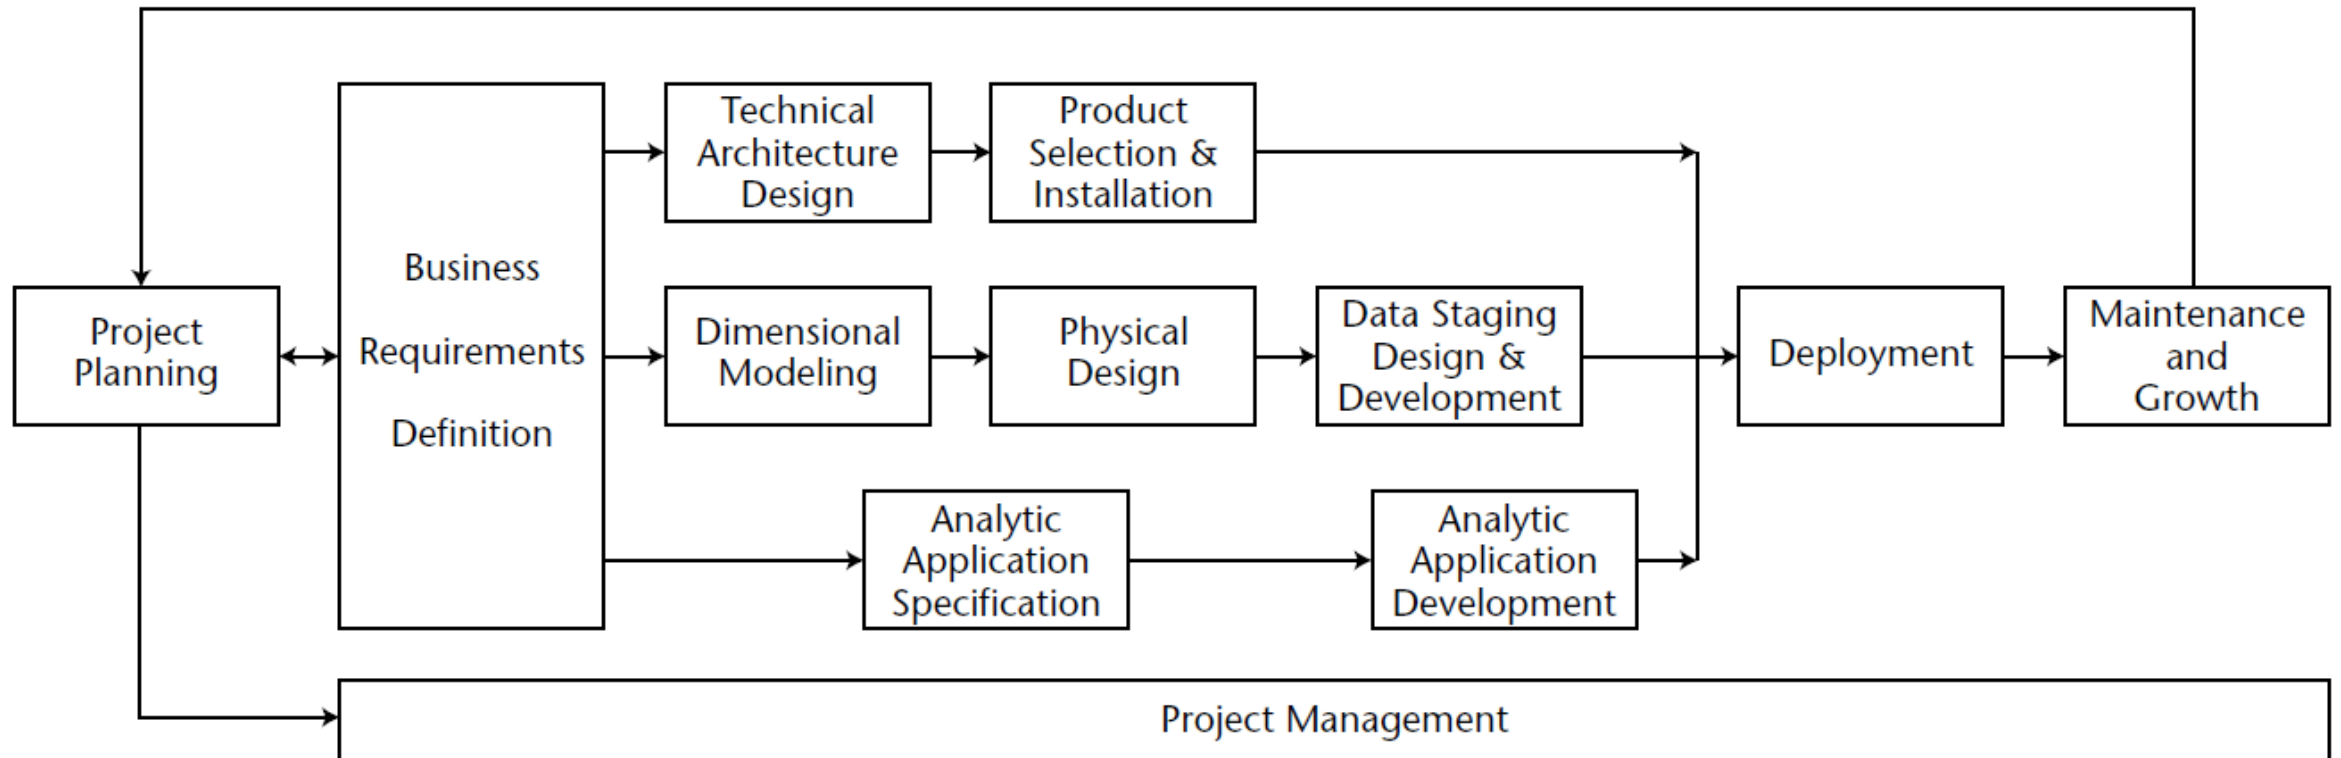 Technical
Architecture
Design
Product
Selection &
Installation
Business
Requirements
Definition
Project
Planning
Dimensional
Modeling
Physical
Design
Data Staging
Design &
Development
Deployment
Maintenance
and
Growth
Analytic
Application
Specification
Analytic
Application
Development
Project Management